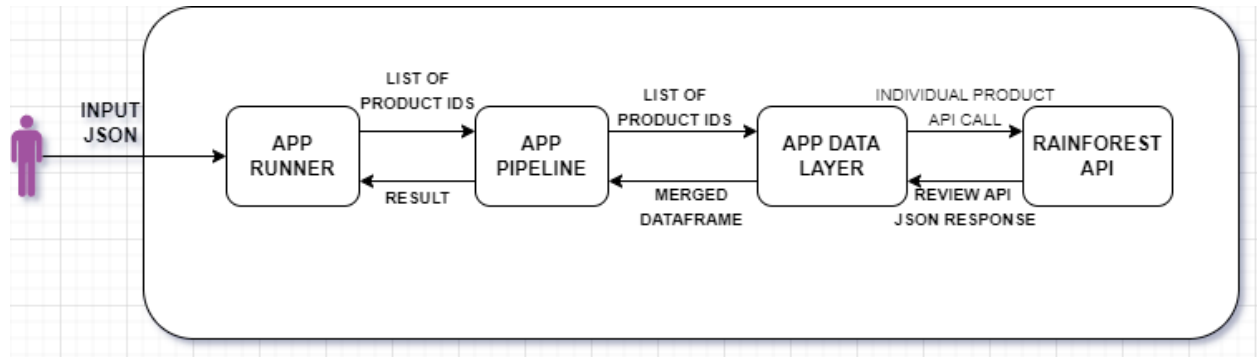 INPUT
JSON
APP
RUNNER
LIST OF
PRODUCT IDS
RESULT
APP
PIPELINE
LIST OF
PRODUCT IDS
MERGED
DATAFRAME
APP DATA
LAYER
INDIVIDUAL PRODUCT
API CALL
REVIEW API
JSON RESPONSE
RAINFOREST
API